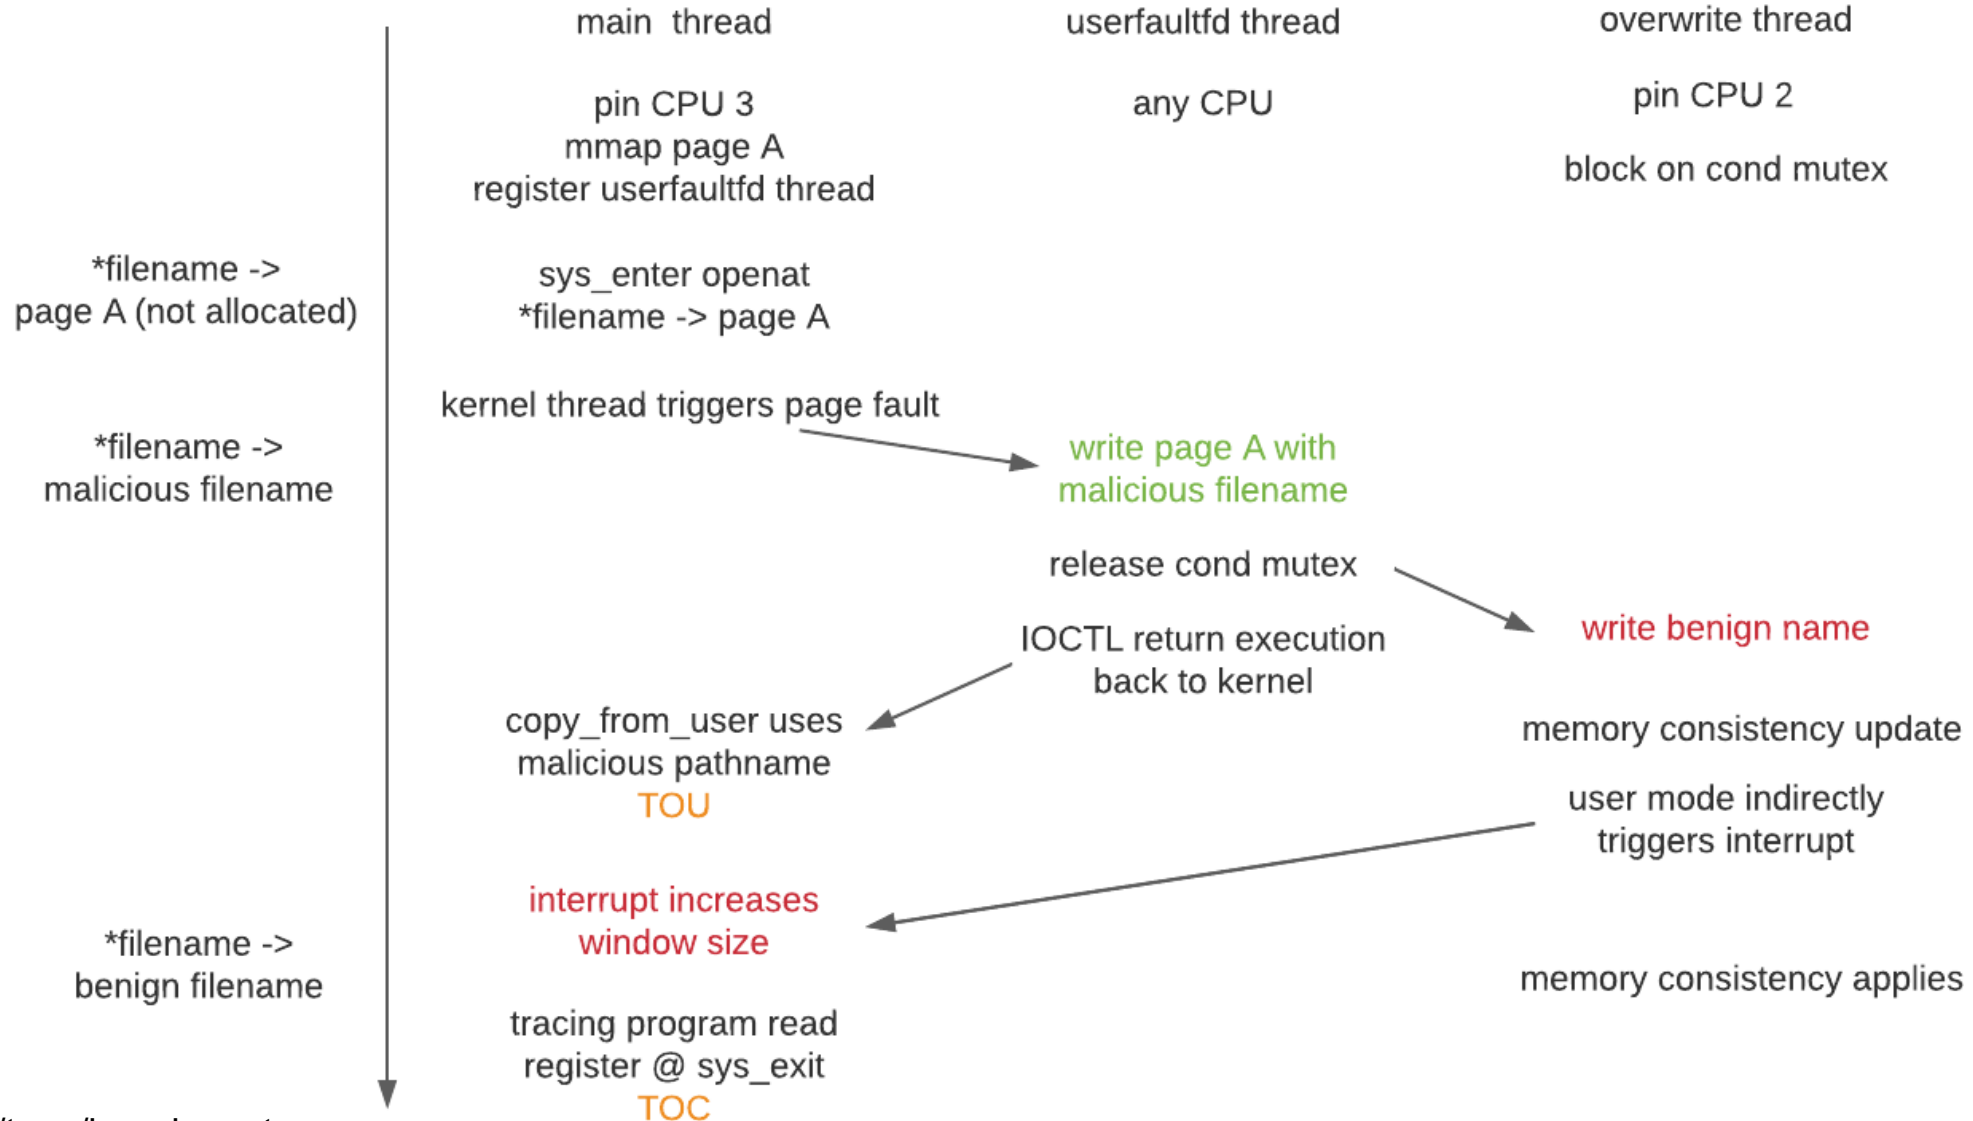 main thread
userfaultfd thread
overwrite thread
pin CPU 3
mmap page A
register userfaultfd thread
any CPU
pin CPU 2
block on cond mutex
*filename ->
page A (not allocated)
sys_enter openat
*filename -> page A
kernel thread triggers page fault
*filename ->
malicious filename
write page A with
malicious filename
release cond mutex
write benign name
IOCTL return execution
back to kernel
copy_from_user uses
malicious pathname
TOU
memory consistency update
user mode indirectly
triggers interrupt
interrupt increases
window size
*filename ->
benign filename
memory consistency applies
tracing program read
register @ sys_exit
TOC